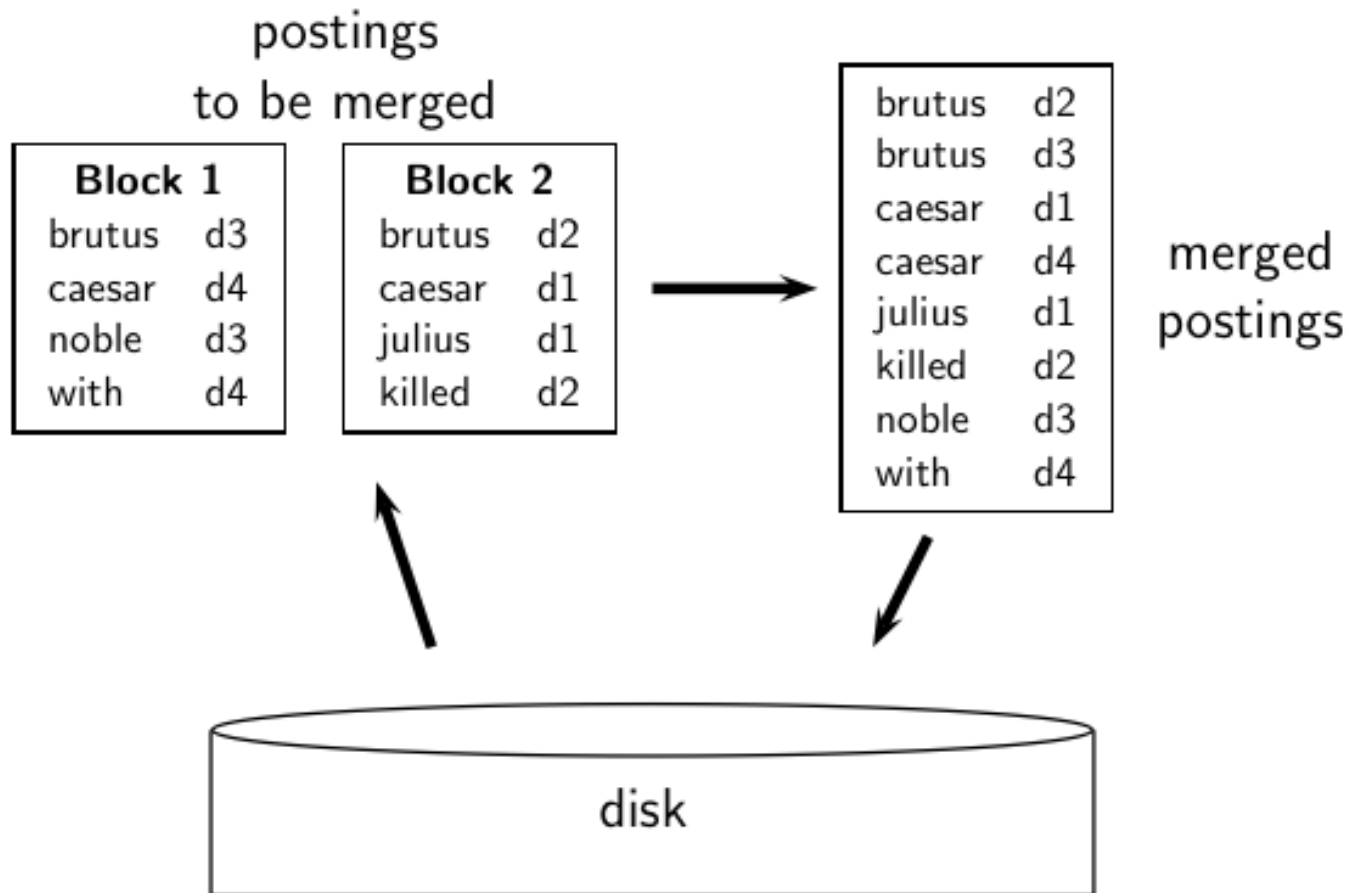 postings
to be merged
Block 1
brutus d3
caesar d4
noble d3
with d4
Block 2
brutus d2
caesar d1
julius d1
killed d2
brutus d2
brutus d3
caesar d1
caesar d4
julius d1
killed d2
noble d3
with d4
merged
postings
disk